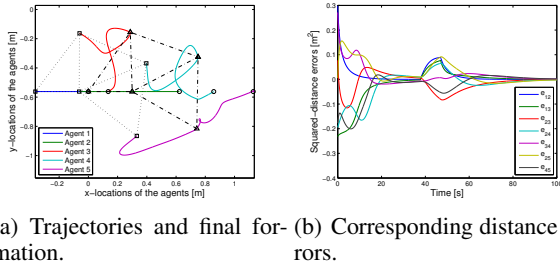 0
−0.2
−0.4
−0.6
−0.8
−1
y-locations of the agents [m]
Agent 1
Agent 2
Agent 3
Agent 4
Agent 5
−0.2 0 0.2 0.4 0.6 0.8 1
x-locations of the agents [m]
0.3
0.2
0.1
0
−0.1
−0.2
−0.3
−0.4
Squared-distance errors [m²]
e12
e13
e23
e24
e34
e25
e45
0 20 40 60 80 100
Time [s]
a) Trajectories and final for-
mation.
(b) Corresponding distance
rors.